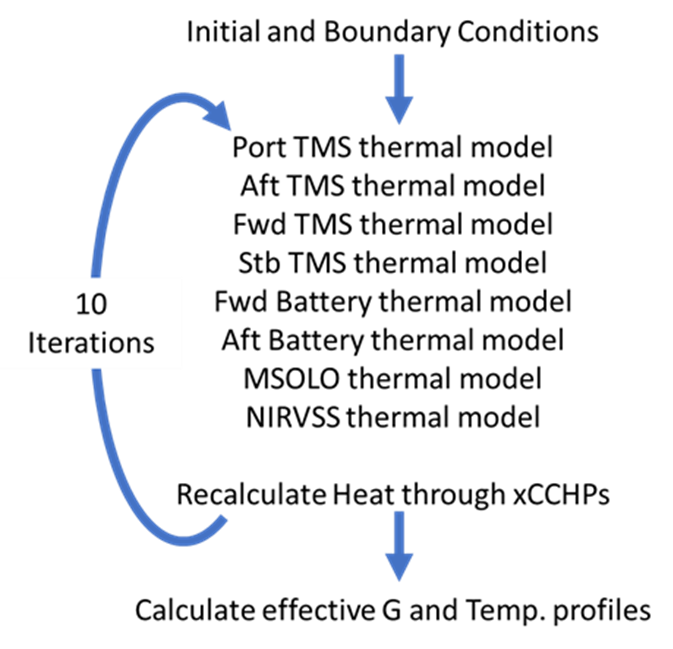 Initial and Boundary Conditions
Port TMS thermal model
Aft TMS thermal model
Fwd TMS thermal model
Stb TMS thermal model
Fwd Battery thermal model
Aft Battery thermal model
MSOLO thermal model
NIRVSS thermal model
10
Iterations
Recalculate Heat through xCCHPs
Calculate effective G and Temp. profiles